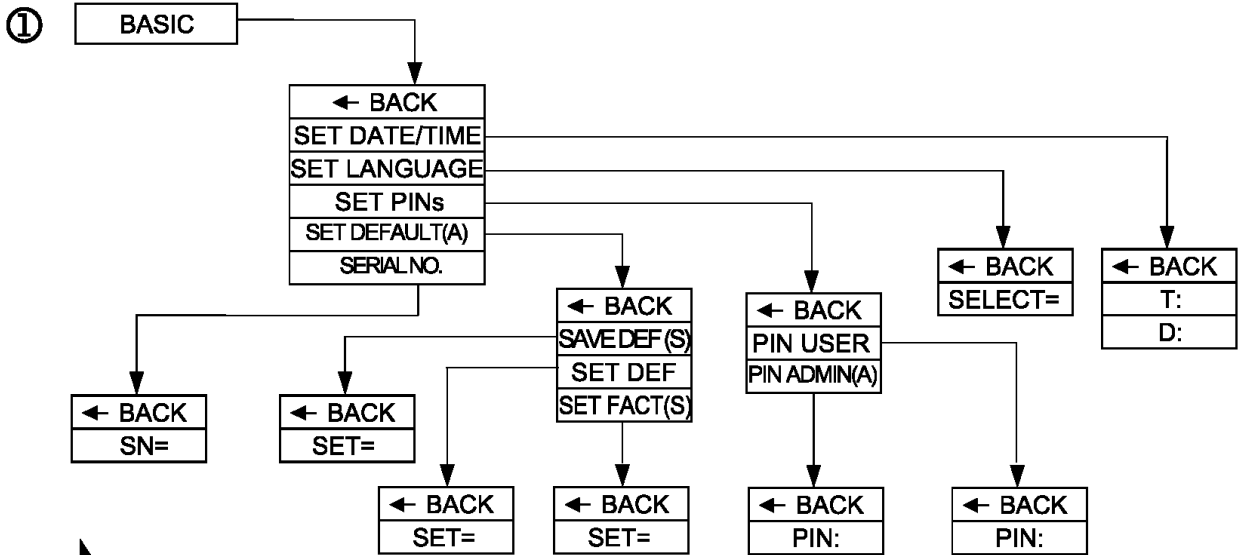 ① BASIC
← BACK
SET DATE/TIME
SET LANGUAGE
SET PINs
SET DEFAULT(A)
SERIAL NO.
← BACK
SELECT=
← BACK
T:
D:
← BACK
SAVE DEF (S)
SET DEF
SET FACT(S)
← BACK
PIN USER
PIN ADMIN(A)
← BACK
SN=
← BACK
SET=
← BACK
SET=
← BACK
SET=
← BACK
PIN:
← BACK
PIN: